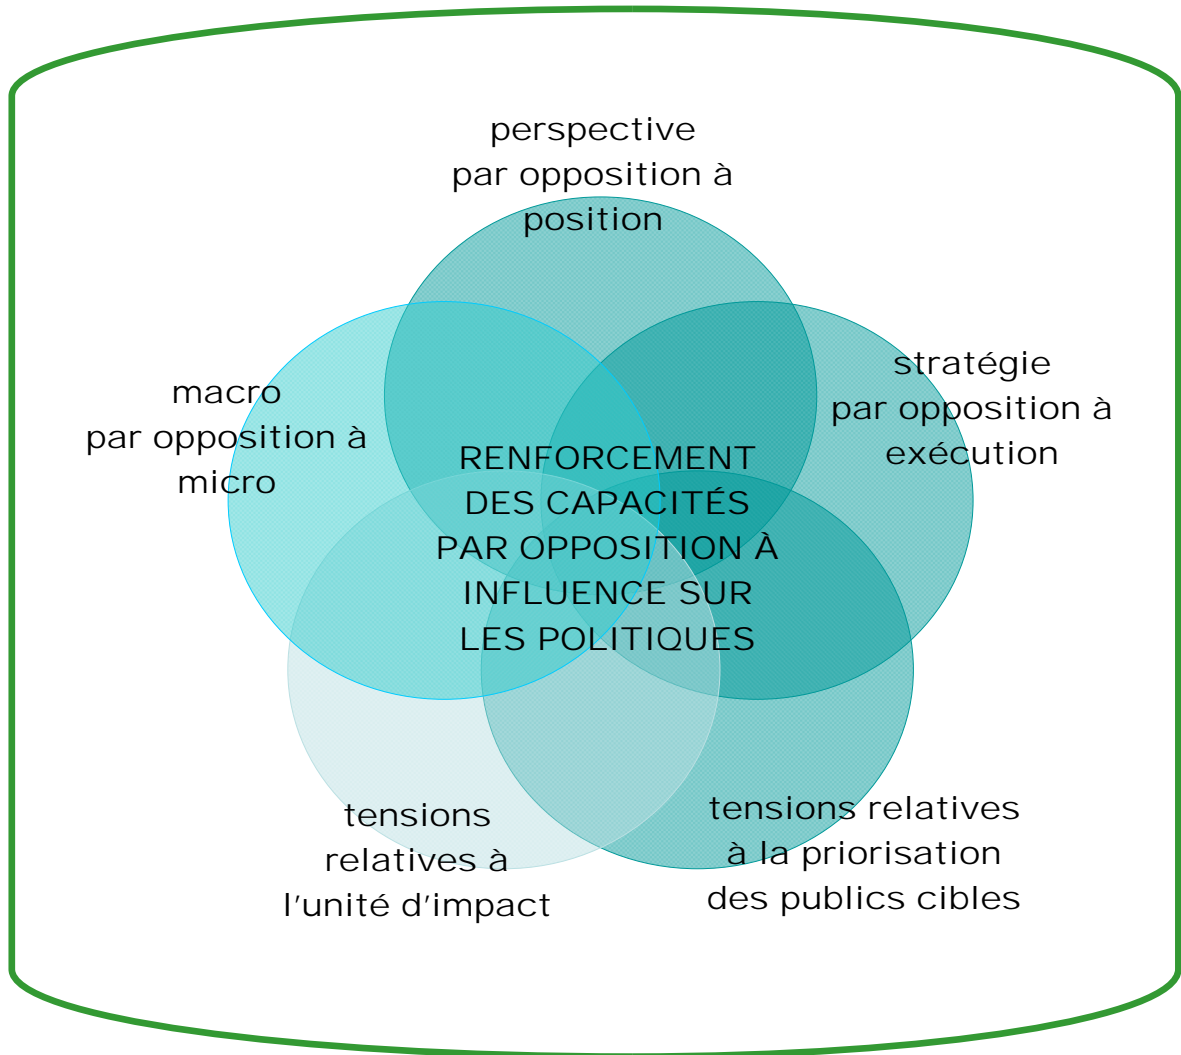 perspective
par opposition à
position
stratégie
par opposition à
exécution
macro
par opposition à
micro
RENFORCEMENT
DES CAPACITÉS
PAR OPPOSITION À
INFLUENCE SUR
LES POLITIQUES
tensions
relatives à
l'unité d'impact
tensions relatives
à la priorisation
des publics cibles